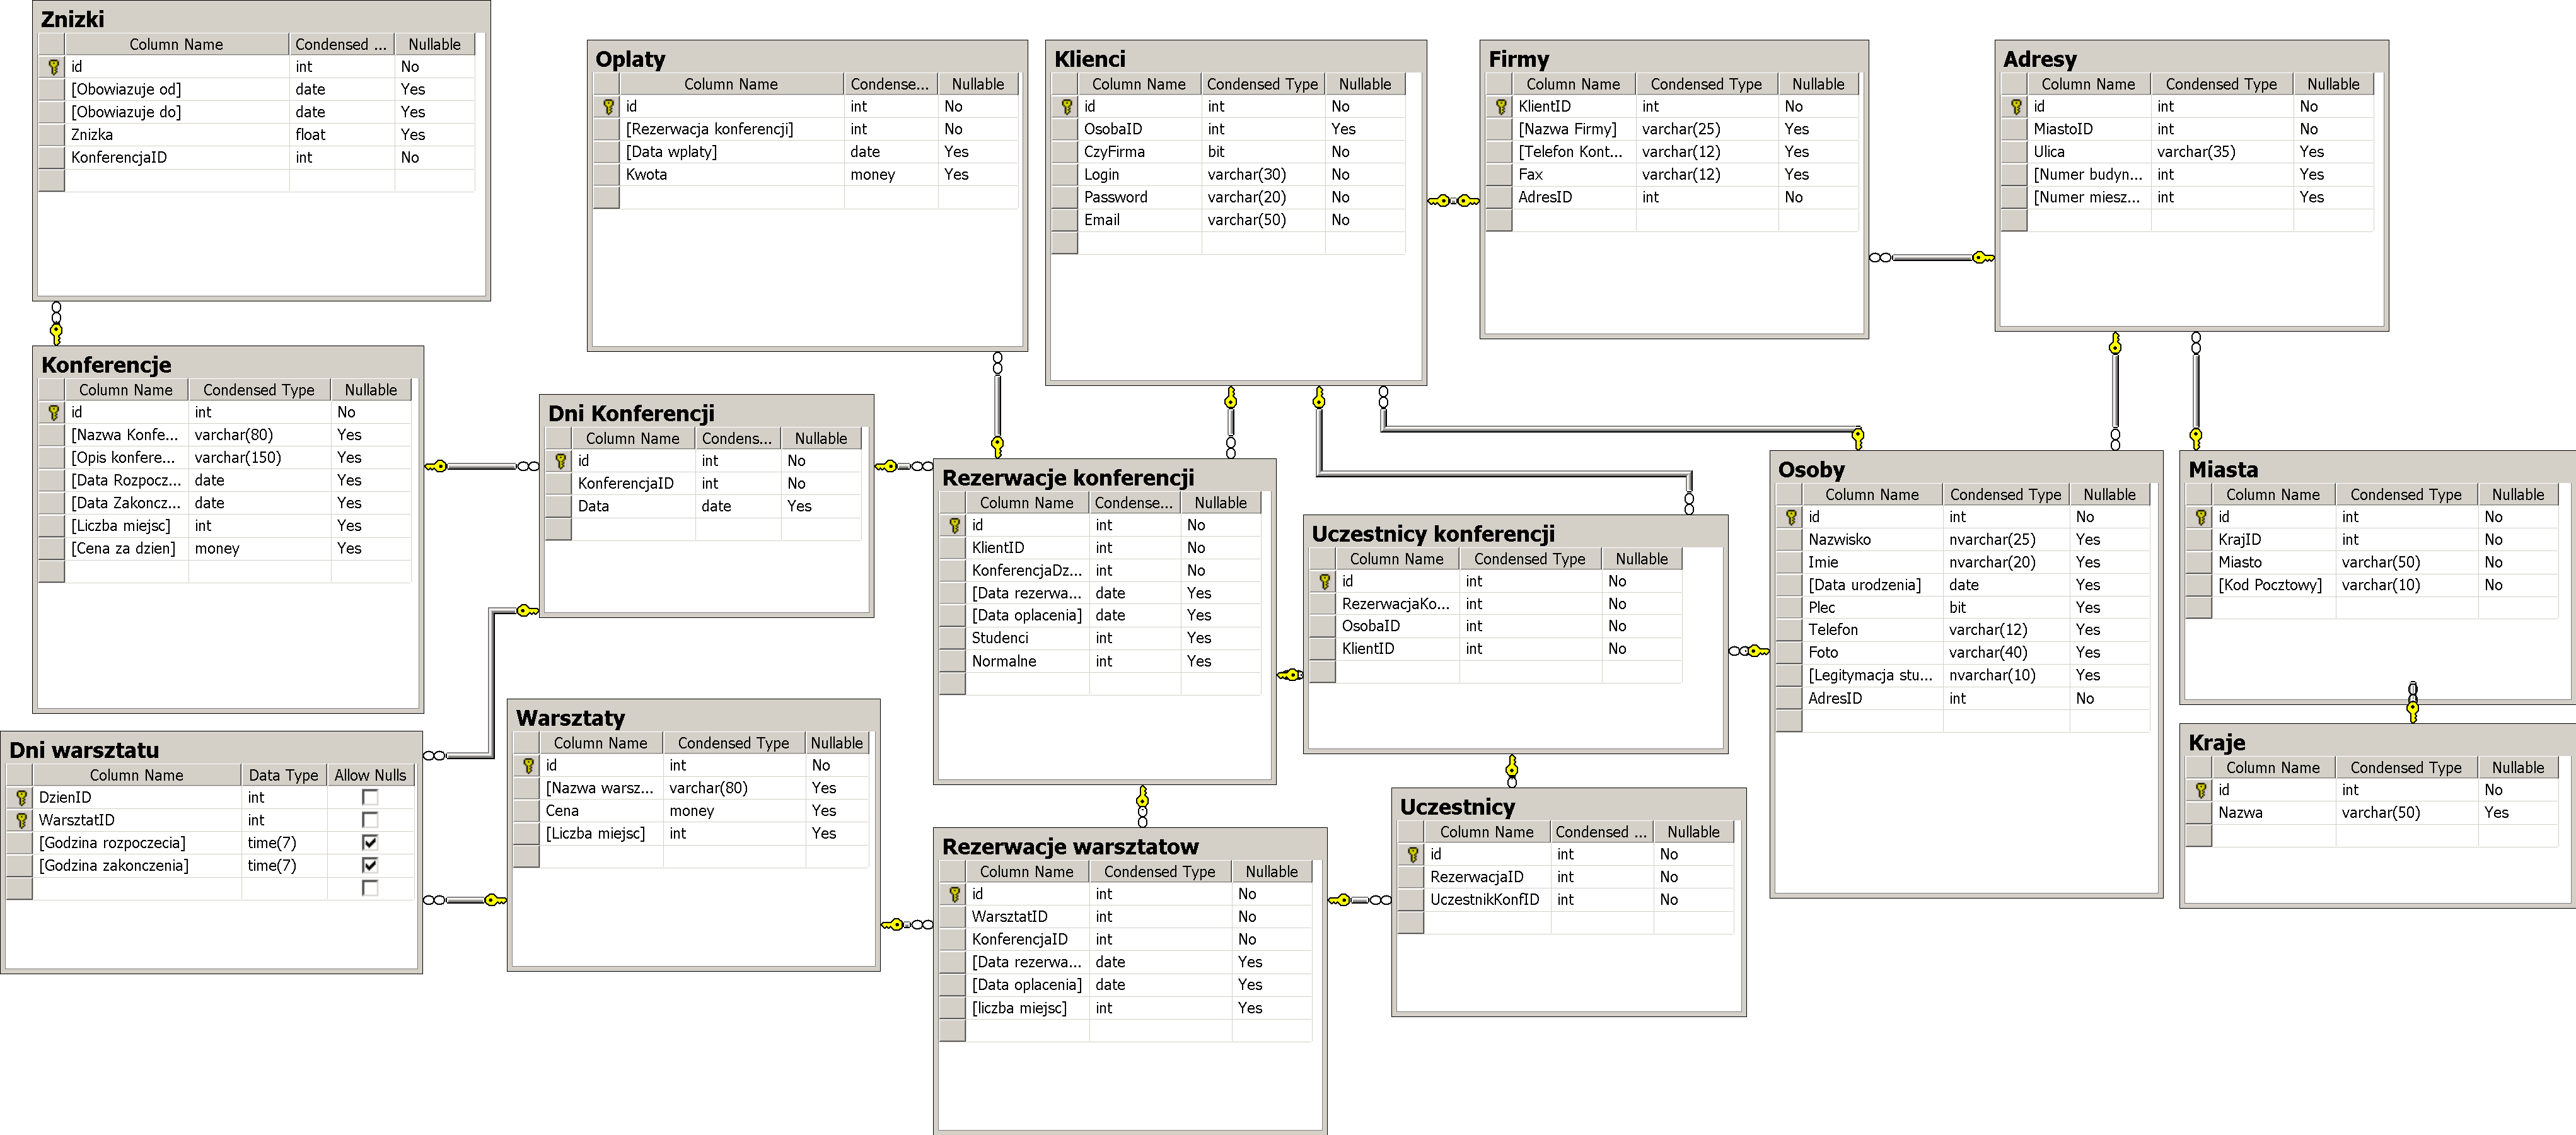 Znizki
Column Name Condensed ... Nullable
id int No
[Obowiazuje od] date Yes
[Obowiazuje do] date Yes
Znizka float Yes
KonferencjaID int No
Oplaty
Column Name Condense... Nullable
id int No
[Rezerwacja konferencji] int No
[Data wplaty] date Yes
Kwota money Yes
Klienci
Column Name Condensed Type Nullable
id int No
OsobaID int Yes
CzyFirma bit No
Login varchar(30) No
Password varchar(20) No
Email varchar(50) No
Firmy
Column Name Condensed Type Nullable
KlientID int No
[Nazwa Firmy] varchar(25) Yes
[Telefon Kont... varchar(12) Yes
Fax varchar(12) Yes
AdresID int No
Adresy
Column Name Condensed Type Nullable
id int No
MiastoID int No
Ulica varchar(35) Yes
[Numer budyn... int Yes
[Numer miesz... int Yes
Konferencje
Column Name Condensed Type Nullable
id int No
[Nazwa Konfe... varchar(80) Yes
[Opis konfere... varchar(150) Yes
[Data Rozpocz... date Yes
[Data Zakoncz... date Yes
[Liczba miejsc] int Yes
[Cena za dzien] money Yes
Dni Konferencji
Column Name Condens... Nullable
id int No
KonferencjaID int No
Data date Yes
Rezerwacje konferencji
Column Name Condense... Nullable
id int No
KlientID int No
KonferencjaDz... int No
[Data rezerwa... date Yes
[Data oplacenia] date Yes
Studenci int Yes
Normalne int Yes
Uczestnicy konferencji
Column Name Condensed Type Nullable
id int No
RezerwacjaKo... int No
OsobaID int No
KlientID int No
Osoby
Column Name Condensed Type Nullable
id int No
Nazwisko nvarchar(25) Yes
Imie nvarchar(20) Yes
[Data urodzenia] date Yes
Plec bit Yes
Telefon varchar(12) Yes
Foto varchar(40) Yes
[Legitymacja stu... nvarchar(10) Yes
AdresID int No
Miasta
Column Name Condensed Type Nullable
id int No
KrajID int No
Miasto varchar(50) No
[Kod Pocztowy] varchar(10) No
Dni warsztatu
Column Name Data Type Allow Nulls
DzienID int
WarsztatID int
[Godzina rozpoczecia] time(7)
[Godzina zakonczenia] time(7)
Warsztaty
Column Name Condensed Type Nullable
id int No
[Nazwa warsz... varchar(80) Yes
Cena money Yes
[Liczba miejsc] int Yes
Rezerwacje warsztatow
Column Name Condensed Type Nullable
id int No
WarsztatID int No
KonferencjaID int No
[Data rezerwa... date Yes
[Data oplacenia] date Yes
[liczba miejsc] int Yes
Uczestnicy
Column Name Condensed ... Nullable
id int No
RezerwacjaID int No
UczestnikKonfID int No
Kraje
Column Name Condensed Type Nullable
id int No
Nazwa varchar(50) Yes